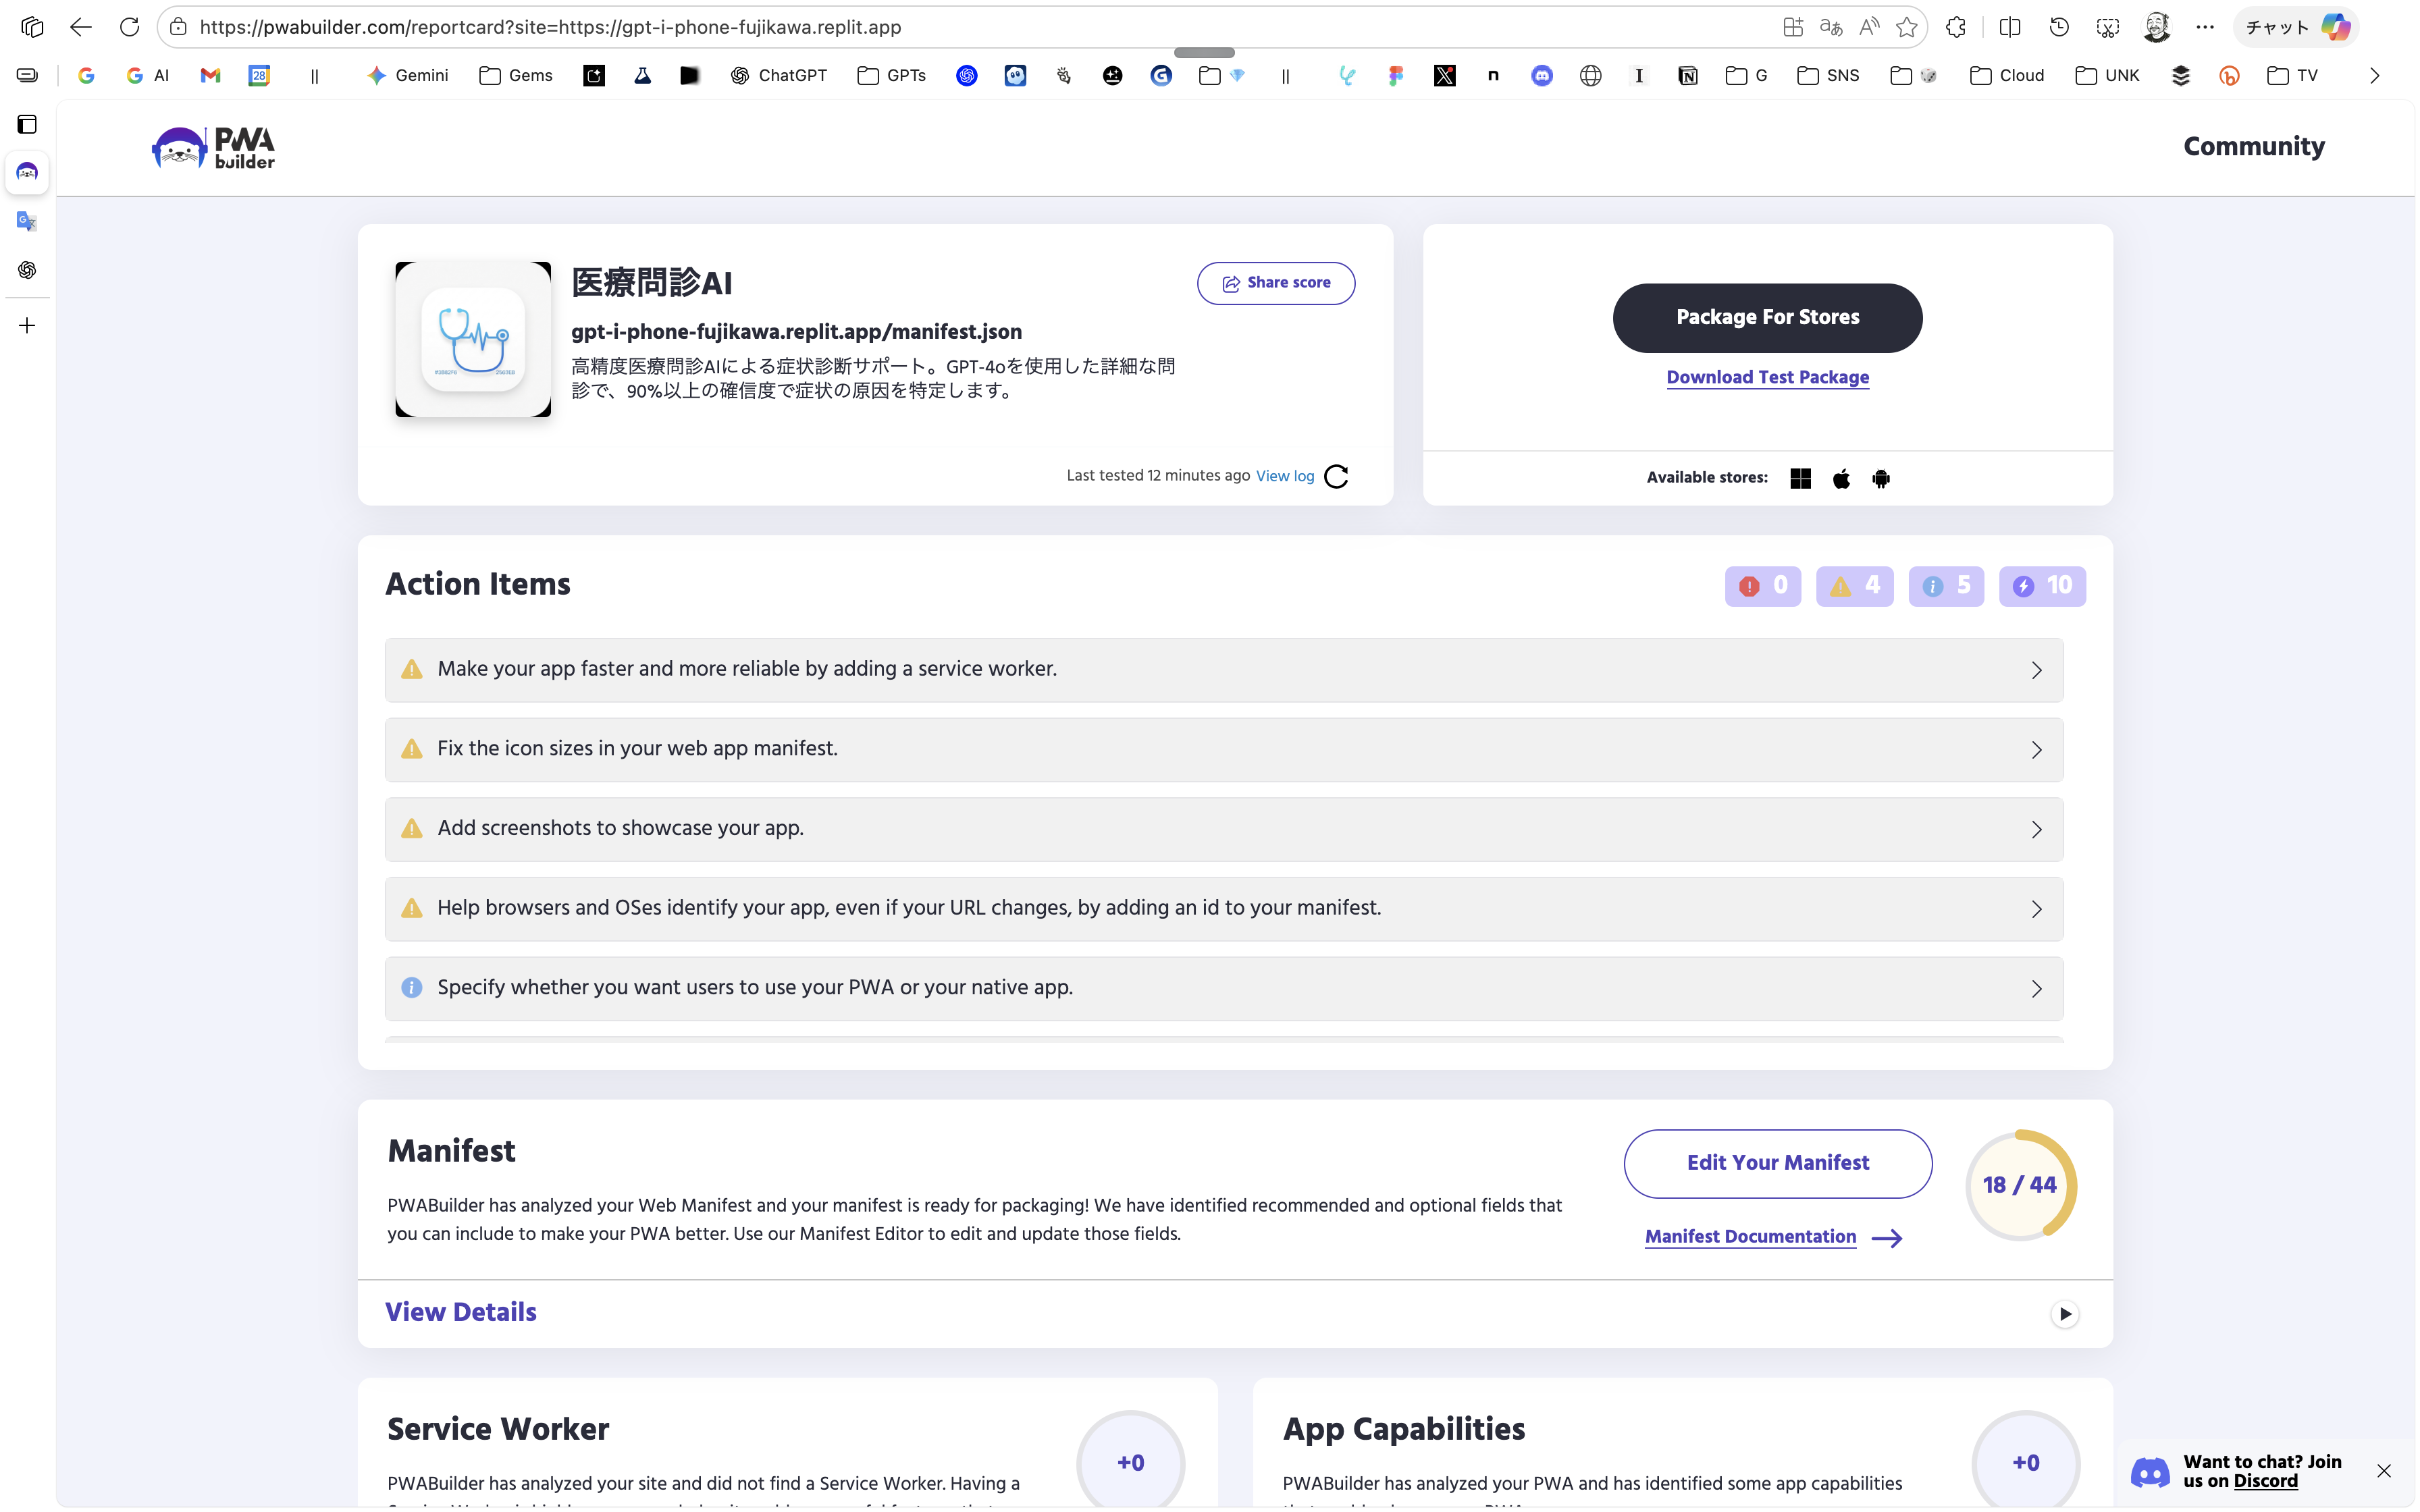 https://pwabuilder.com/reportcard?site=https://gpt-i-phone-fujikawa.replit.app
チャット
AI
28
||
Gemini
Gems
ChatGPT
GPTs
||
G
SNS
Cloud
UNK
TV
PWA
builder
Community
医療問診AI
Share score
gpt-i-phone-fujikawa.replit.app/manifest.json
高精度医療問診AIによる症状診断サポート。GPT-4oを使用した詳細な問
診で、90%以上の確信度で症状の原因を特定します。
Last tested 12 minutes ago View log
Package For Stores
Download Test Package
Available stores:
Action Items
0
4
5
10
Make your app faster and more reliable by adding a service worker.
Fix the icon sizes in your web app manifest.
Add screenshots to showcase your app.
Help browsers and OSes identify your app, even if your URL changes, by adding an id to your manifest.
Specify whether you want users to use your PWA or your native app.
Manifest
PWABuilder has analyzed your Web Manifest and your manifest is ready for packaging! We have identified recommended and optional fields that
you can include to make your PWA better. Use our Manifest Editor to edit and update those fields.
Edit Your Manifest
Manifest Documentation
18 / 44
View Details
Service Worker
+0
PWABuilder has analyzed your site and did not find a Service Worker. Having a
App Capabilities
+0
PWABuilder has analyzed your PWA and has identified some app capabilities
Want to chat? Join
us on Discord